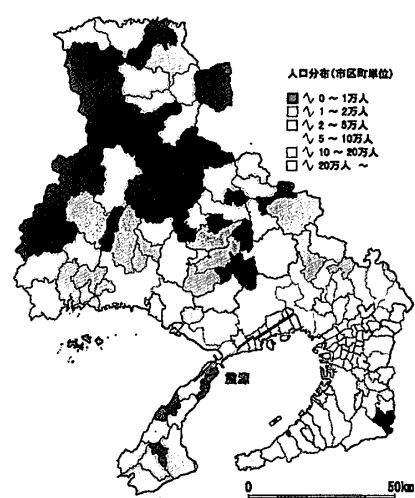 人口分布(市区町単位)
0 ~ 1万人
1 ~ 2万人
2 ~ 5万人
5 ~ 10万人
10 ~ 20万人
20万人 ~
震源
0 50km